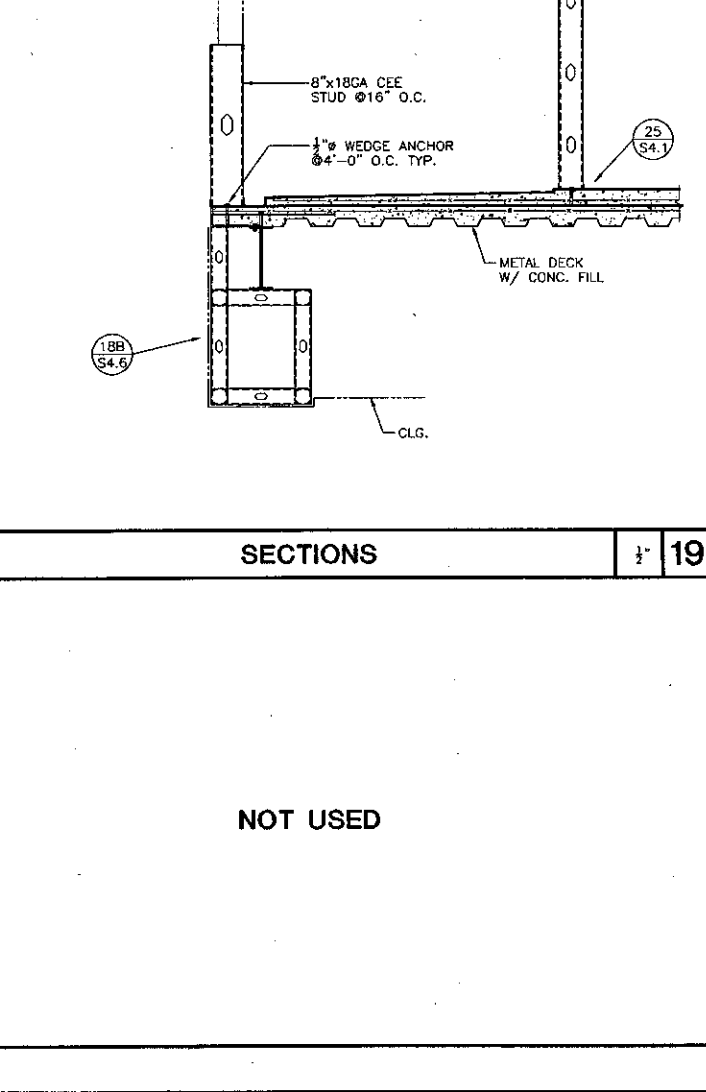 8"x18GA CEE
STUD @16" O.C.
½"ø WEDGE ANCHOR
@4'-0" O.C. TYP.
25
S4.1
METAL DECK
W/ CONC. FILL
18B
S4.6
CLG.
SECTIONS
½"
19
NOT USED